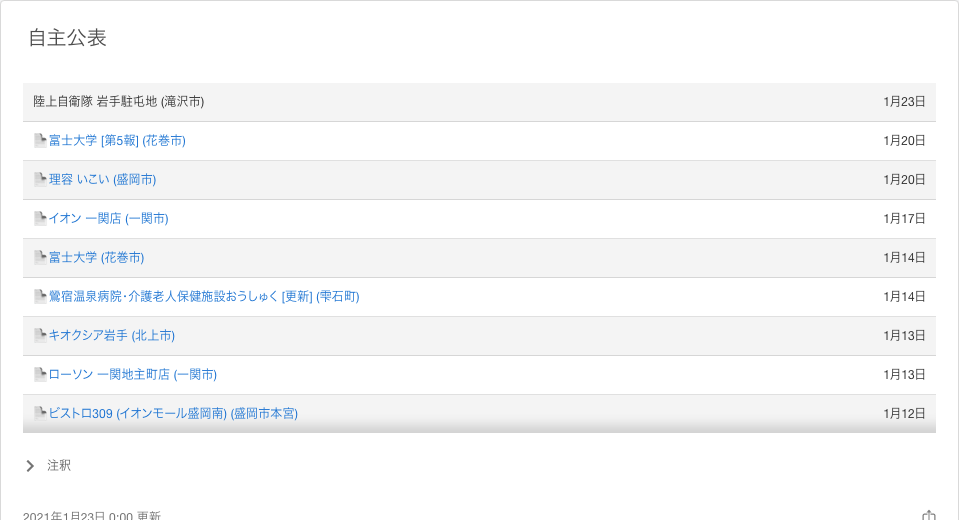 自主公表
陸上自衛隊 岩手駐屯地 (滝沢市) 1月23日
富士大学 [第5報] (花巻市) 1月20日
理容 いこい (盛岡市) 1月20日
イオン 一関店 (一関市) 1月17日
富士大学 (花巻市) 1月14日
鶯宿温泉病院・介護老人保健施設おうしゅく [更新] (雫石町) 1月14日
キオクシア岩手 (北上市) 1月13日
ローソン 一関地主町店 (一関市) 1月13日
ビストロ309 (イオンモール盛岡南) (盛岡市本宮) 1月12日
注釈
2021年1月23日 0:00 更新